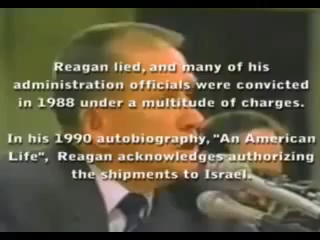 Reagan lied, and many of his
administration officials were convicted
in 1988 under a multitude of charges.
In his 1990 autobiography, "An American
Life", Reagan acknowledges authorizing
the shipments to Israel.